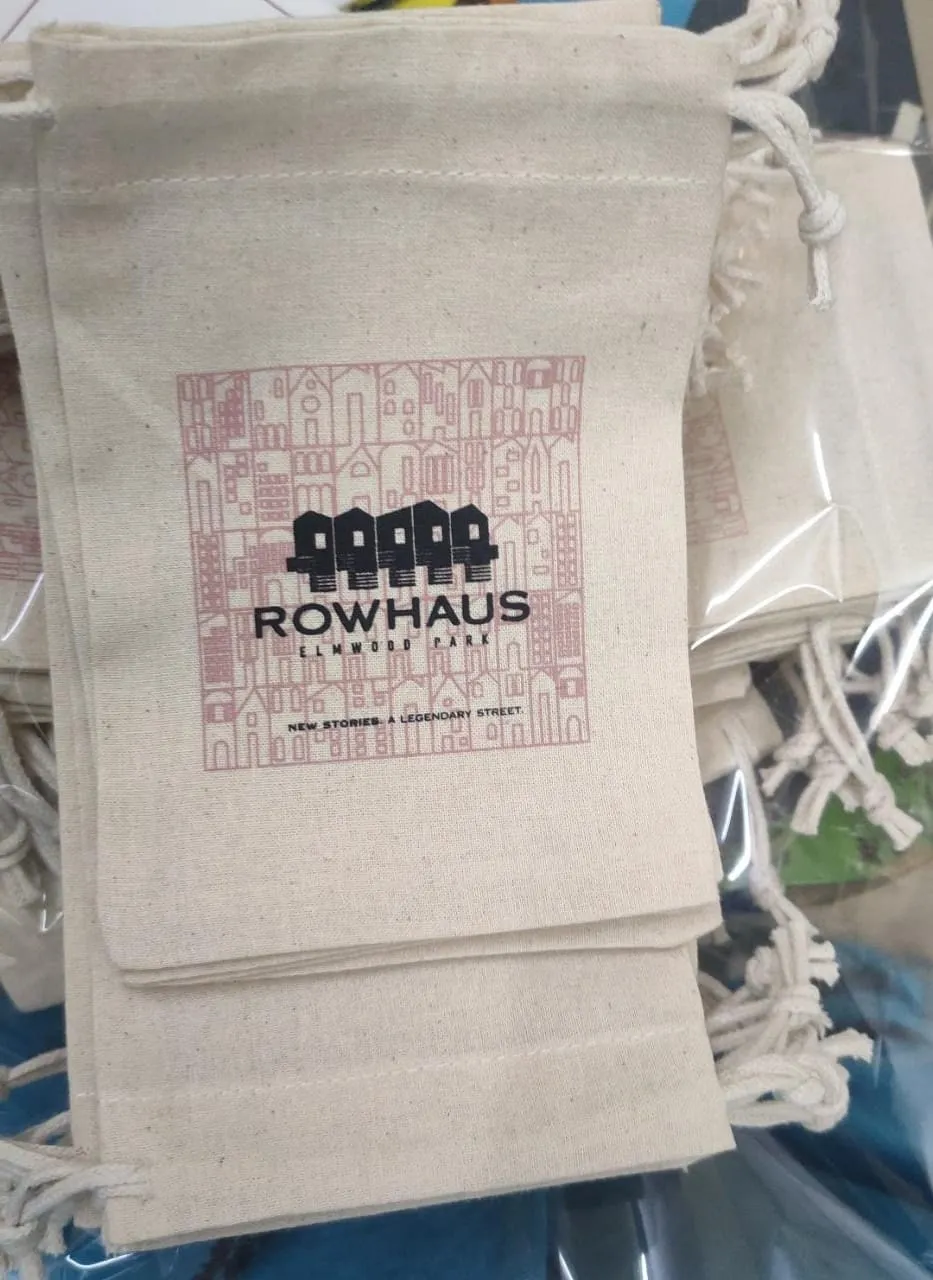 ROWHAUS
ELMWOOD PARK
NEW STORIES. A LEGENDARY STREET.